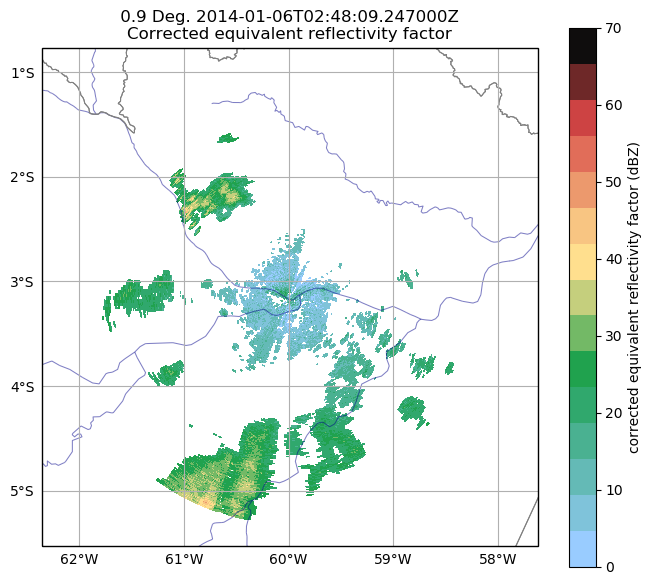 0.9 Deg. 2014-01-06T02:48:09.247000Z
Corrected equivalent reflectivity factor
1°S
2°S
3°S
4°S
5°S
62°W 61°W 60°W 59°W 58°W
70
60
50
40
30
20
10
0
corrected equivalent reflectivity factor (dBZ)